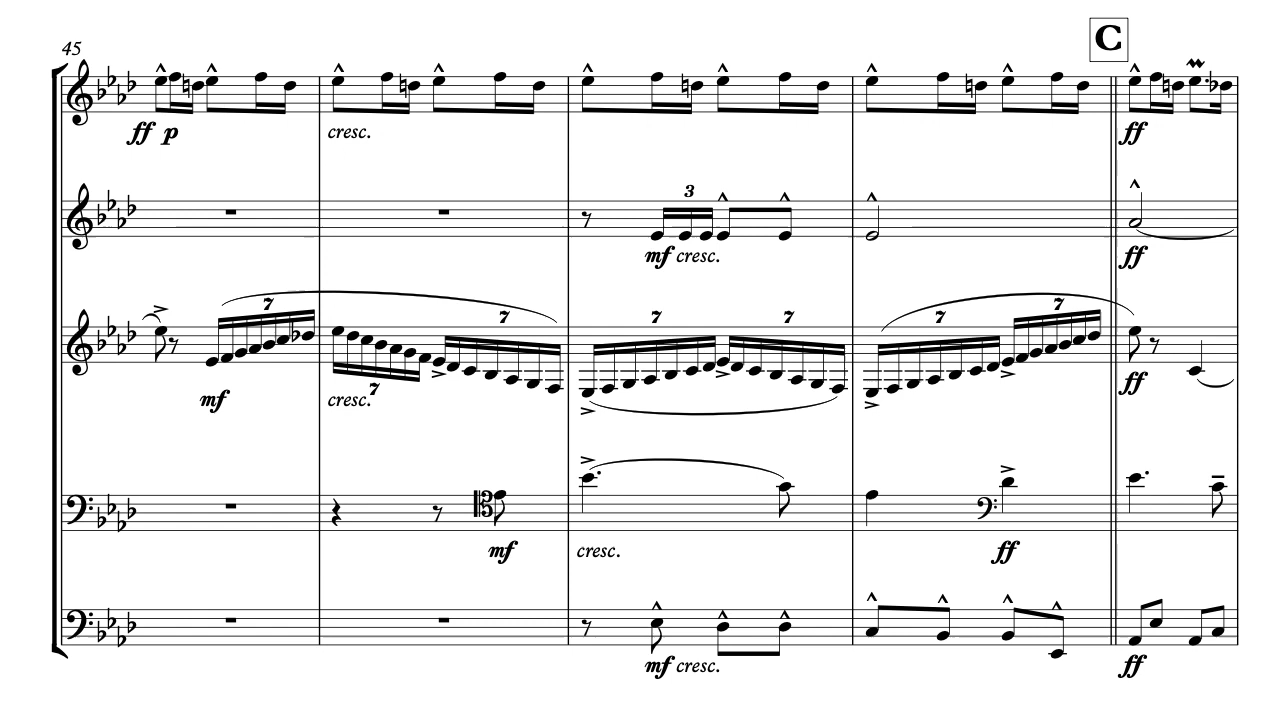 C
45
ff p cresc. ff
3
mf cresc. ff
7 7 7 7 7 7
7
mf cresc. ff
mf cresc. ff
mf cresc. ff